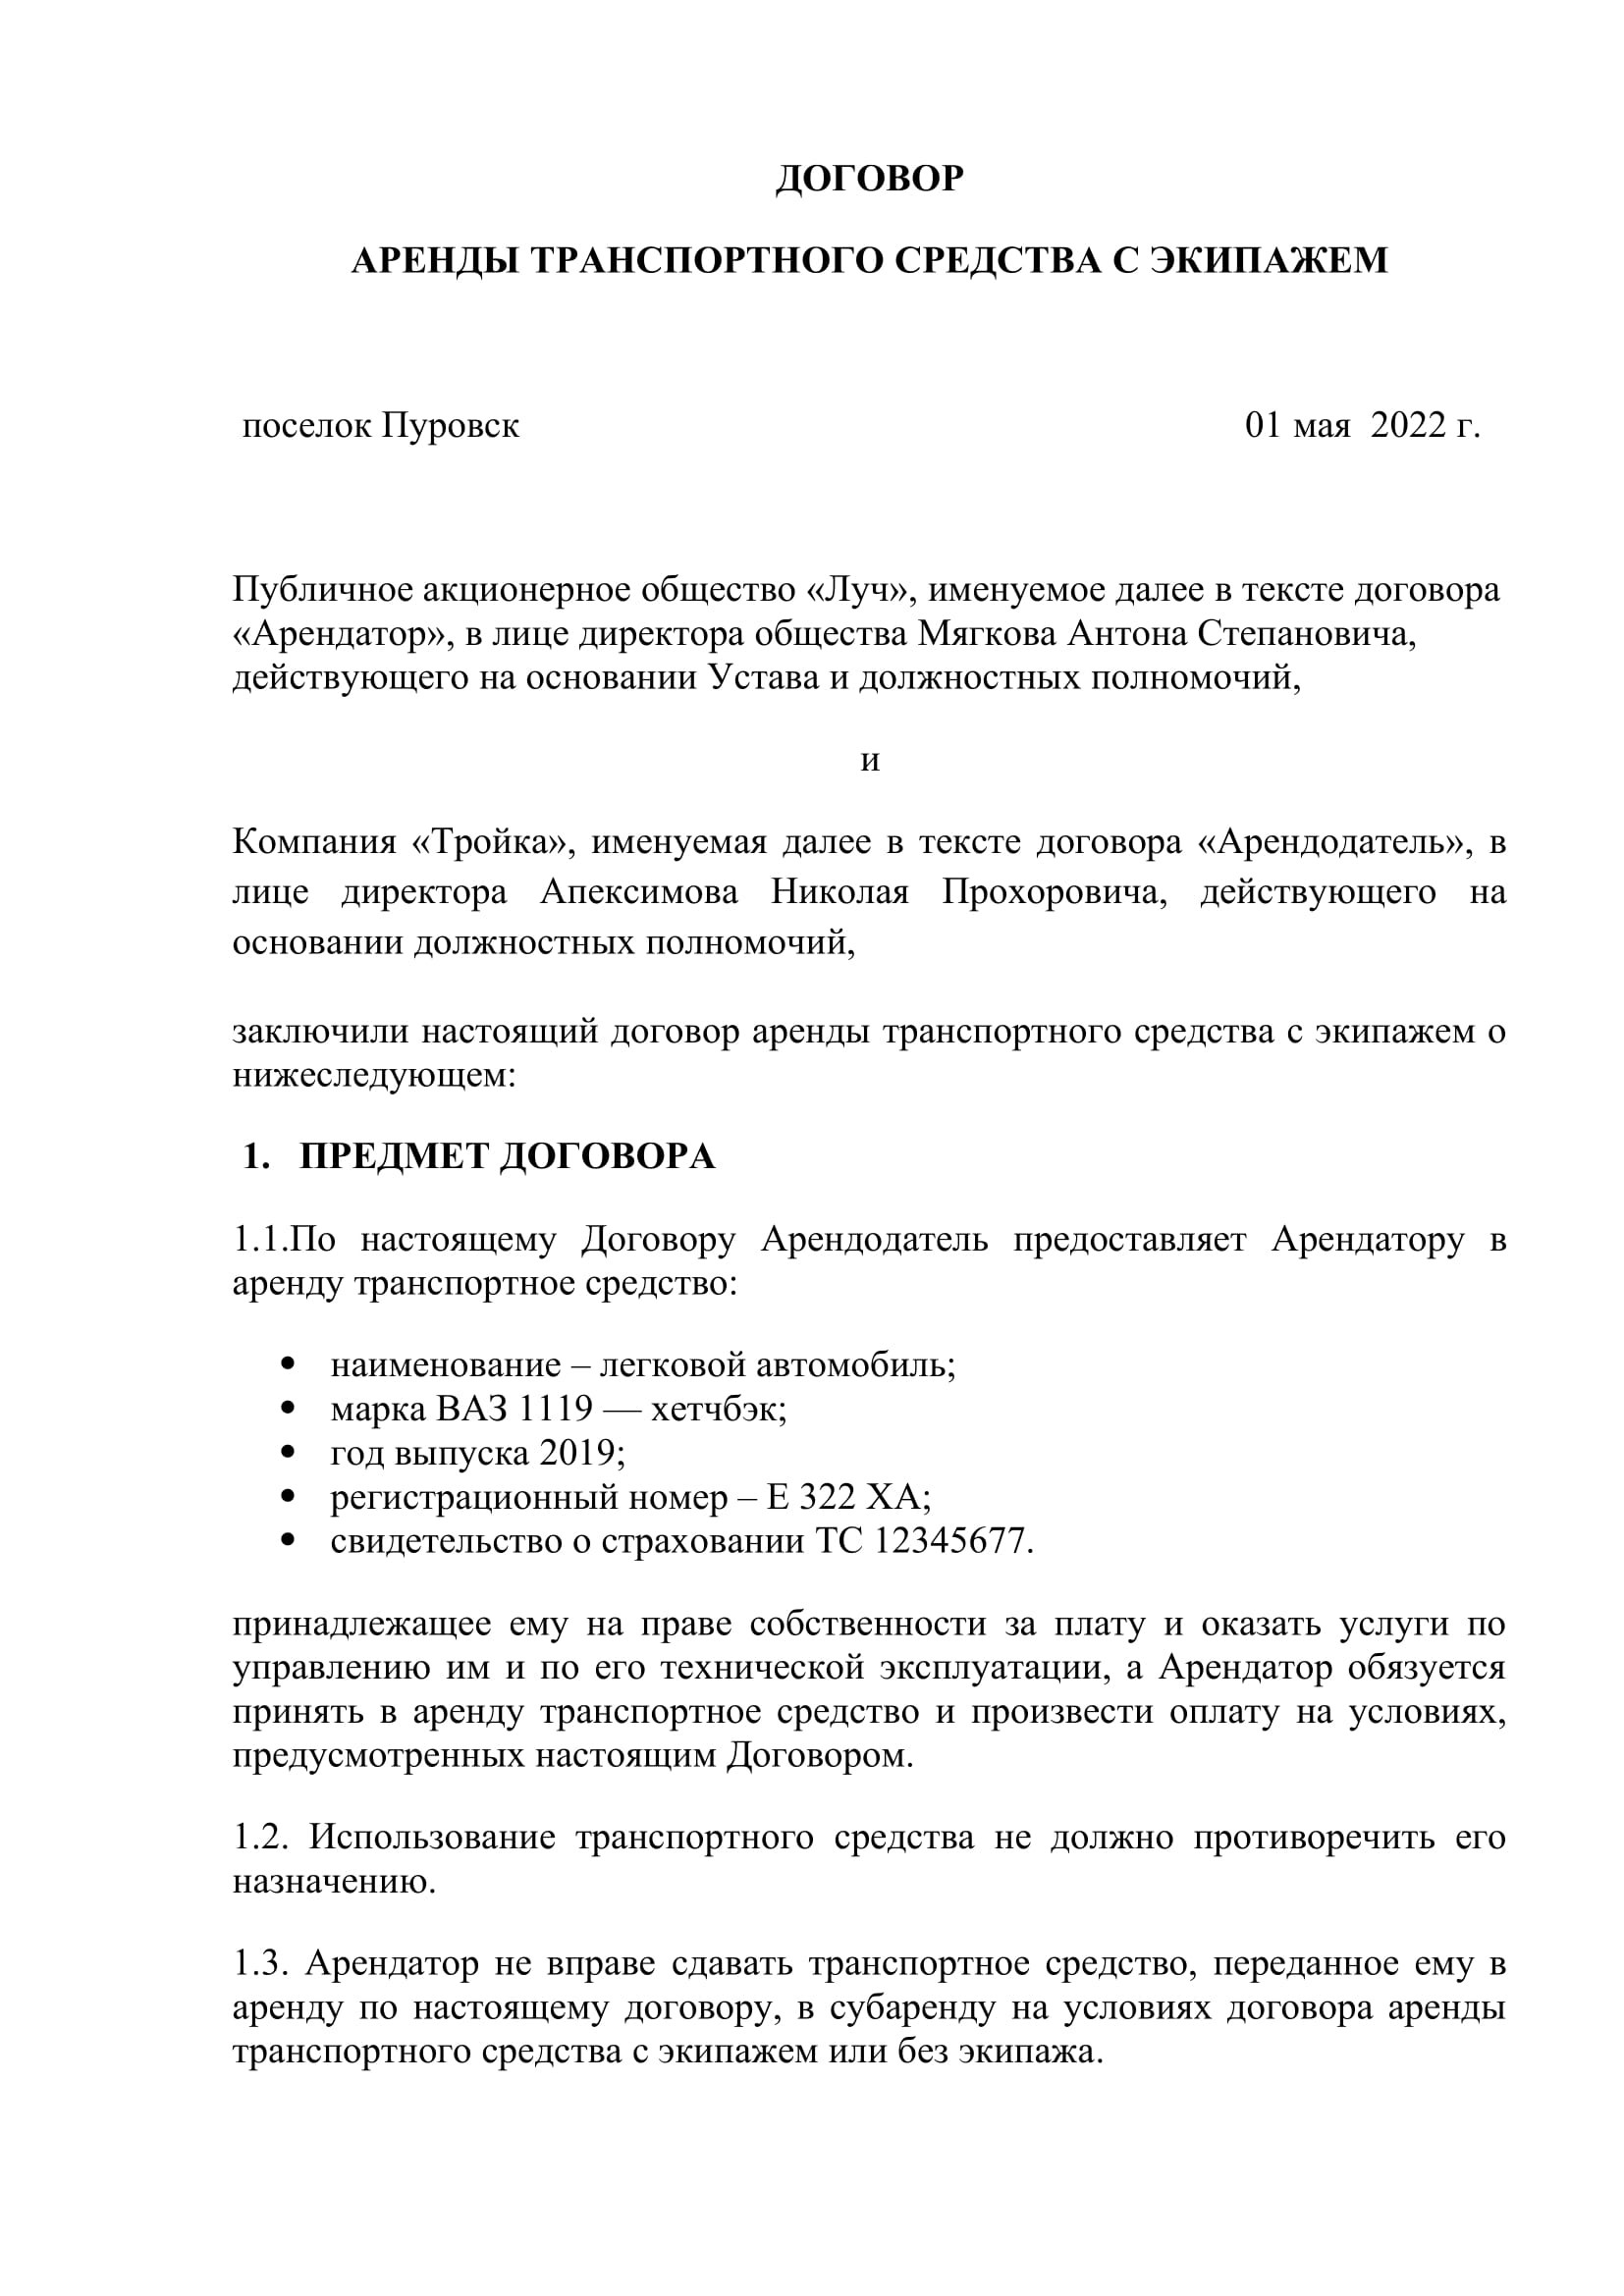 ДОГОВОР
АРЕНДЫ ТРАНСПОРТНОГО СРЕДСТВА С ЭКИПАЖЕМ
поселок Пуровск 01 мая 2022 г.
Публичное акционерное общество «Луч», именуемое далее в тексте договора
«Арендатор», в лице директора общества Мягкова Антона Степановича,
действующего на основании Устава и должностных полномочий,
и
Компания «Тройка», именуемая далее в тексте договора «Арендодатель», в
лице директора Апексимова Николая Прохоровича, действующего на
основании должностных полномочий,
заключили настоящий договор аренды транспортного средства с экипажем о
нижеследующем:
1. ПРЕДМЕТ ДОГОВОРА
1.1.По настоящему Договору Арендодатель предоставляет Арендатору в
аренду транспортное средство:
• наименование – легковой автомобиль;
• марка ВАЗ 1119 — хетчбэк;
• год выпуска 2019;
• регистрационный номер – Е 322 ХА;
• свидетельство о страховании ТС 12345677.
принадлежащее ему на праве собственности за плату и оказать услуги по
управлению им и по его технической эксплуатации, а Арендатор обязуется
принять в аренду транспортное средство и произвести оплату на условиях,
предусмотренных настоящим Договором.
1.2. Использование транспортного средства не должно противоречить его
назначению.
1.3. Арендатор не вправе сдавать транспортное средство, переданное ему в
аренду по настоящему договору, в субаренду на условиях договора аренды
транспортного средства с экипажем или без экипажа.